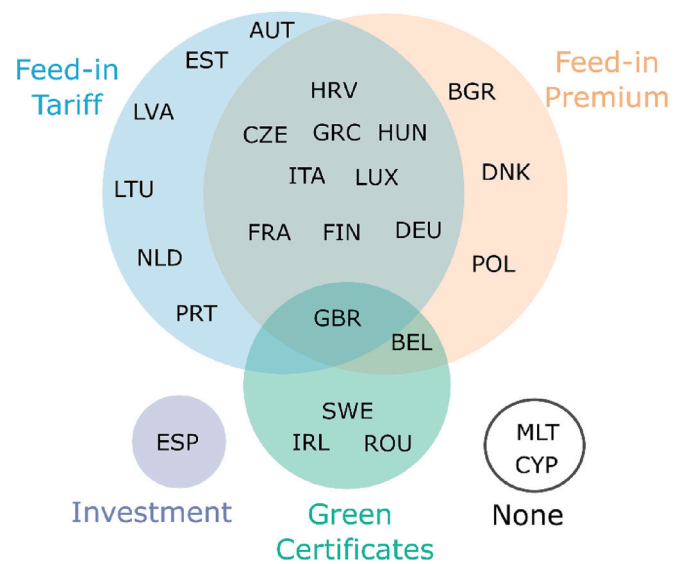 AUT
EST
Feed-in
Tariff
LVA
LTU
NLD
PRT
HRV
CZE GRC HUN
ITA LUX
FRA FIN DEU
Feed-in
Premium
BGR
DNK
POL
GBR
BEL
SWE
IRL ROU
ESP
MLT
CYP
Investment
Green
Certificates
None